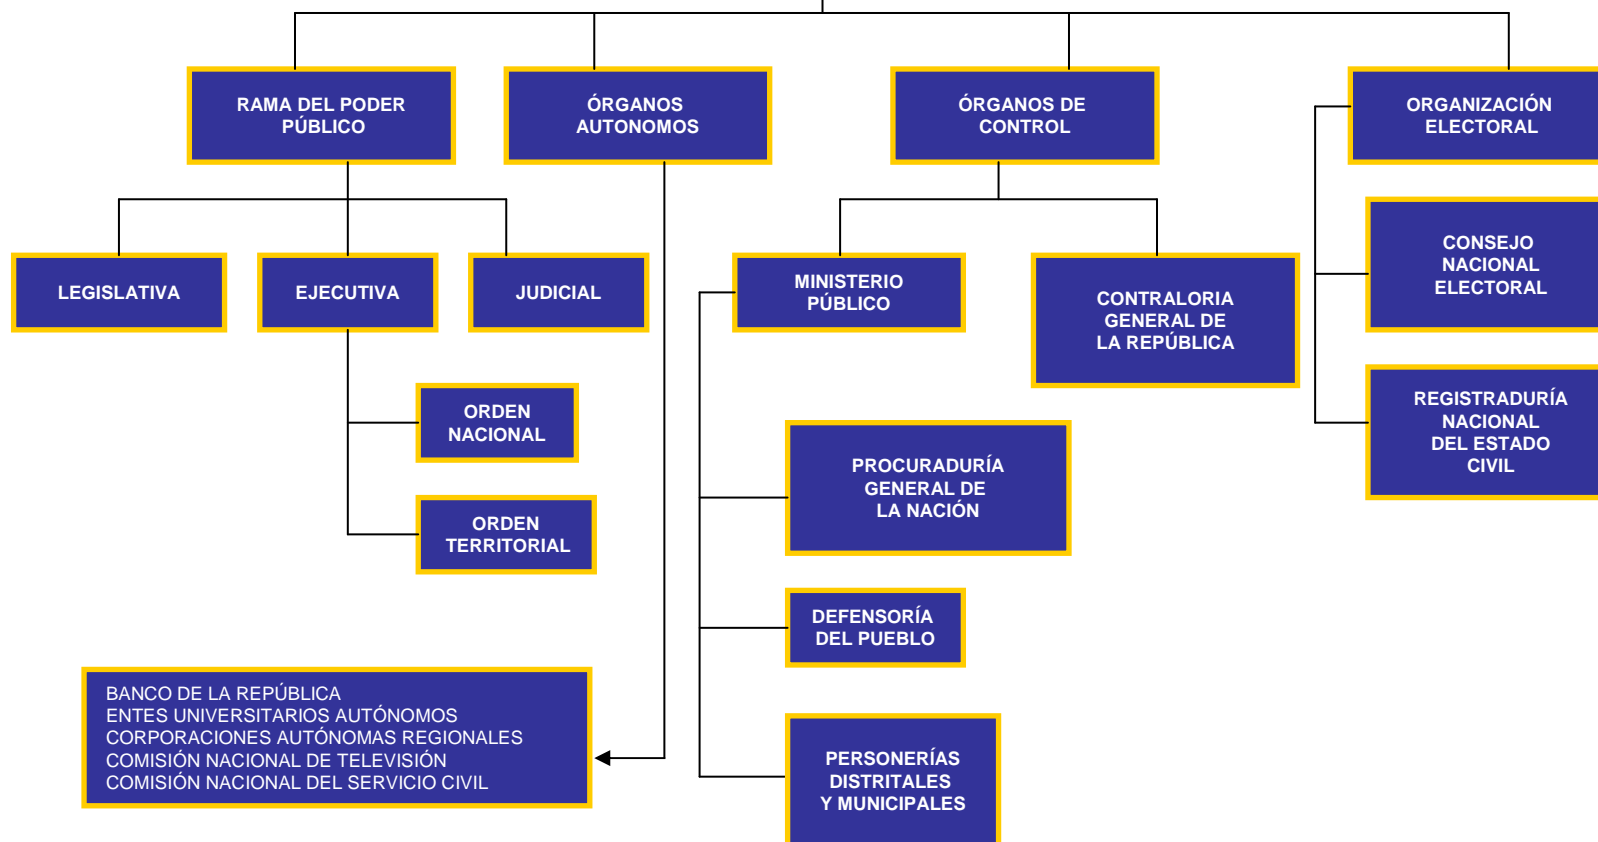 RAMA DEL PODER
PÚBLICO
ÓRGANOS
AUTONOMOS
ÓRGANOS DE
CONTROL
ORGANIZACIÓN
ELECTORAL
LEGISLATIVA
EJECUTIVA
JUDICIAL
MINISTERIO
PÚBLICO
CONTRALORIA
GENERAL DE
LA REPÚBLICA
CONSEJO
NACIONAL
ELECTORAL
REGISTRADURÍA
NACIONAL
DEL ESTADO
CIVIL
ORDEN
NACIONAL
ORDEN
TERRITORIAL
PROCURADURÍA
GENERAL DE
LA NACIÓN
DEFENSORÍA
DEL PUEBLO
PERSONERÍAS
DISTRITALES
Y MUNICIPALES
BANCO DE LA REPÚBLICA
ENTES UNIVERSITARIOS AUTÓNOMOS
CORPORACIONES AUTÓNOMAS REGIONALES
COMISIÓN NACIONAL DE TELEVISIÓN
COMISIÓN NACIONAL DEL SERVICIO CIVIL